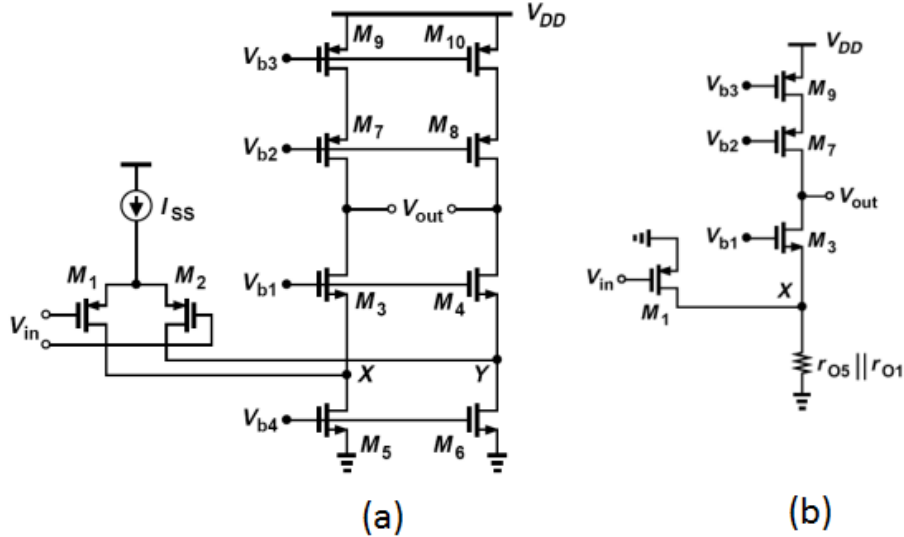 V_DD
M_9 M_10
V_b3
M_7 M_8
V_b2
I_SS
V_out
M_1 M_2
V_in
V_b1
M_3 M_4
X Y
V_b4
M_5 M_6
(a)
V_DD
V_b3
M_9
V_b2
M_7
V_out
V_b1
M_3
V_in
M_1
X
r_O5 || r_O1
(b)